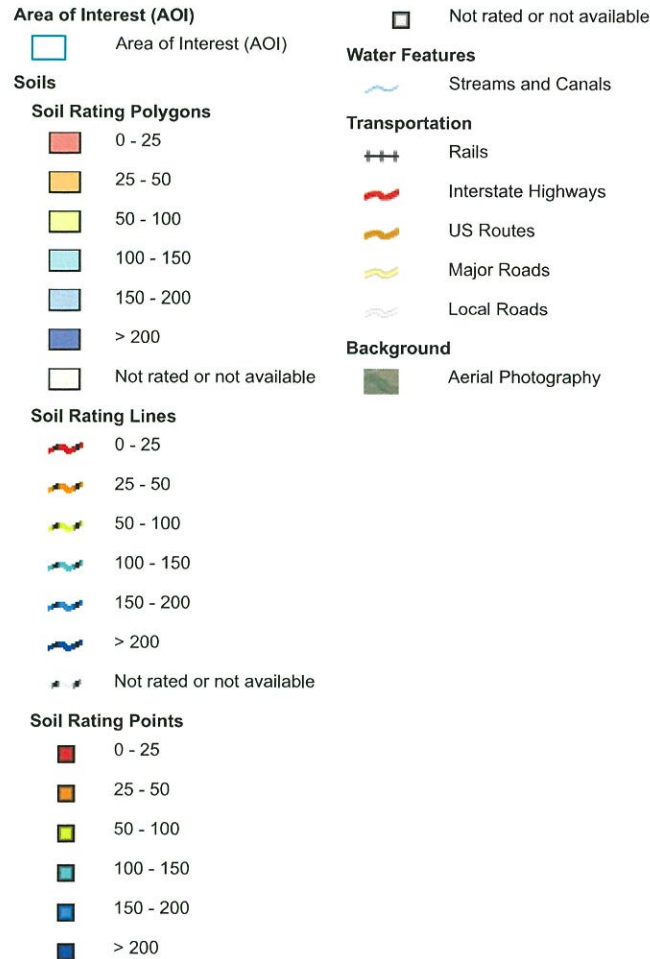 Area of Interest (AOI)
Area of Interest (AOI)
Soils
Soil Rating Polygons
0 - 25
25 - 50
50 - 100
100 - 150
150 - 200
> 200
Not rated or not available
Soil Rating Lines
0 - 25
25 - 50
50 - 100
100 - 150
150 - 200
> 200
Not rated or not available
Soil Rating Points
0 - 25
25 - 50
50 - 100
100 - 150
150 - 200
> 200
Not rated or not available
Water Features
Streams and Canals
Transportation
Rails
Interstate Highways
US Routes
Major Roads
Local Roads
Background
Aerial Photography